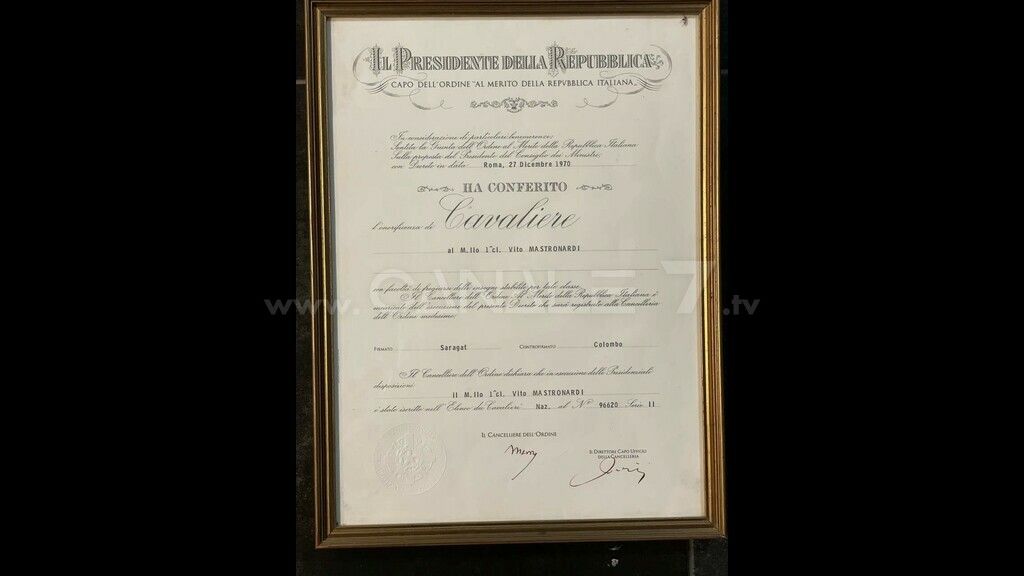 IL PRESIDENTE DELLA REPUBBLICA
CAPO DELL'ORDINE "AL MERITO DELLA REPVBBLICA ITALIANA"
In considerazione di particolari benemerenze;
Sentita la Giunta dell'Ordine al Merito della Repubblica Italiana
Sulla proposta del Presidente del Consiglio dei Ministri;
con Decreto in data Roma, 27 Dicembre 1970
HA CONFERITO
l'onorificenza di Cavaliere
al M.llo 1^cl. Vito MASTRONARDI
con facoltà di fregiarsi delle insegne stabilite per tale classe.
Il Cancelliere dell'Ordine Al Merito della Repubblica Italiana è
incaricato dell'esecuzione del presente Decreto che sarà registrato alla Cancelleria
dell'Ordine medesimo.
www.CANALE7.tv
FIRMATO Saragat CONTROFIRMATO Colombo
Il Cancelliere dell'Ordine dichiara che in esecuzione delle Presidenziali
disposizioni
il M.llo 1^cl. Vito MASTRONARDI
è stato iscritto nell'Elenco dei Cavalieri Naz. al N° 96620 Serie II
IL CANCELLIERE DELL'ORDINE
IL DIRETTORE CAPO UFFICIO
DELLA CANCELLERIA